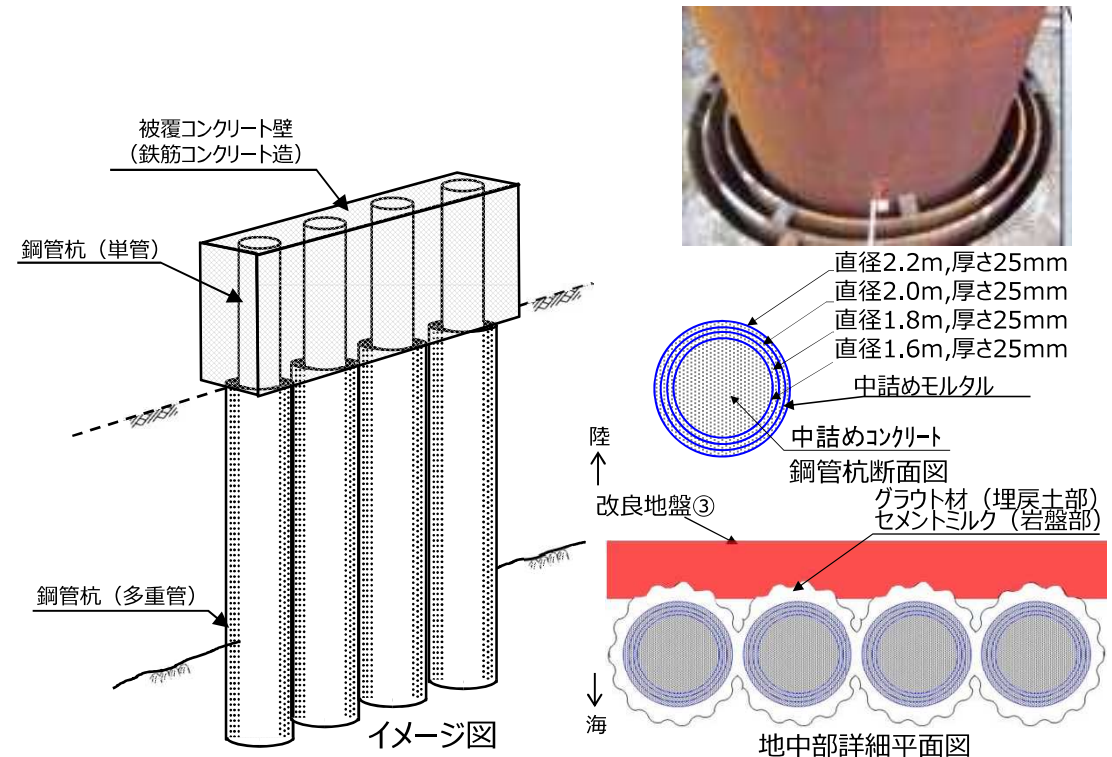 被覆コンクリート壁
(鉄筋コンクリート造)
鋼管杭（単管）
鋼管杭（多重管）
イメージ図
直径2.2m,厚さ25mm
直径2.0m,厚さ25mm
直径1.8m,厚さ25mm
直径1.6m,厚さ25mm
中詰めモルタル
中詰めコンクリート
鋼管杭断面図
陸
改良地盤③
グラウト材（埋戻土部）
セメントミルク（岩盤部）
海
地中部詳細平面図